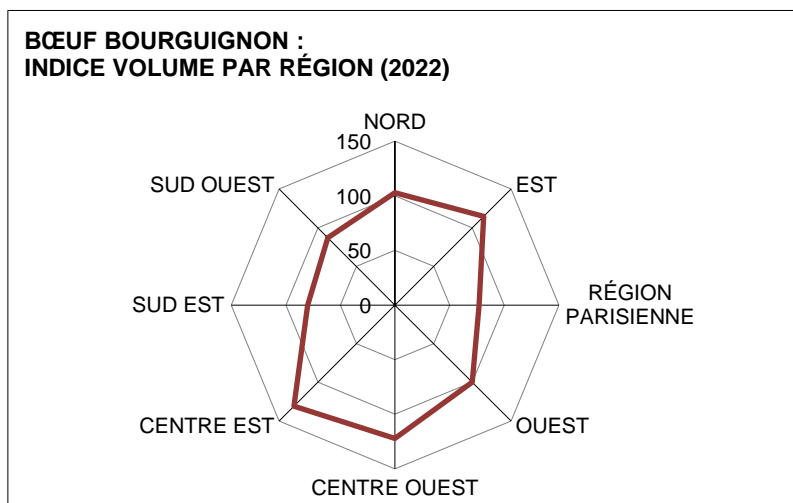 BŒUF BOURGUIGNON :
INDICE VOLUME PAR RÉGION (2022)
NORD
150
SUD OUEST
EST
100
50
SUD EST
0
RÉGION
PARISIENNE
CENTRE EST
OUEST
CENTRE OUEST